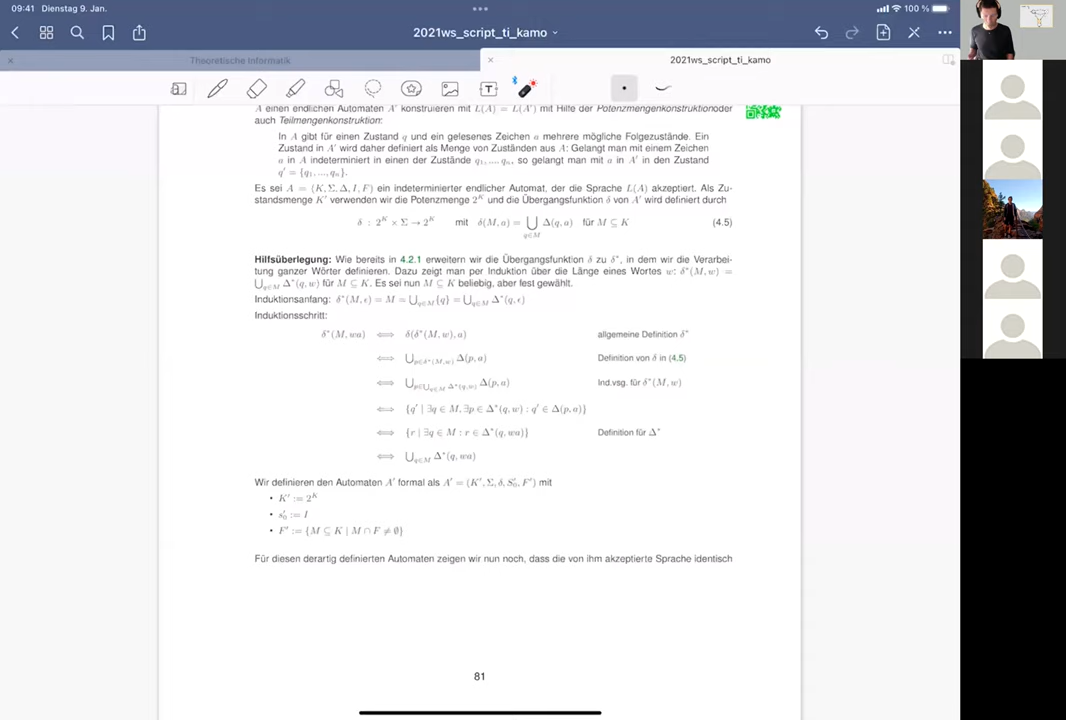 09:41 Dienstag 9. Jan.
100 %
2021ws_script_ti_kamo
Theoretische Informatik
2021ws_script_ti_kamo
A einen endlichen Automaten A′ konstruieren mit L(A) = L(A′) mit Hilfe der Potenzmengenkonstruktionoder
auch Teilmengenkonstruktion:
In A gibt für einen Zustand q und ein gelesenes Zeichen a mehrere mögliche Folgezustände. Ein
Zustand in A′ wird daher definiert als Menge von Zuständen aus A: Gelangt man mit einem Zeichen
a in A indeterminiert in einen der Zustände q₁, ..., qₙ, so gelangt man mit a in A′ in den Zustand
q′ = {q₁, ..., qₙ}.
Es sei A = (K, Σ, Δ, I, F) ein indeterminierter endlicher Automat, der die Sprache L(A) akzeptiert. Als Zu-
standsmenge K′ verwenden wir die Potenzmenge 2^K und die Übergangsfunktion δ von A′ wird definiert durch
δ : 2^K × Σ → 2^K mit δ(M, a) = ⋃_{q∈M} Δ(q, a) für M ⊆ K (4.5)
Hilfsüberlegung: Wie bereits in 4.2.1 erweitern wir die Übergangsfunktion δ zu δ*, in dem wir die Verarbei-
tung ganzer Wörter definieren. Dazu zeigt man per Induktion über die Länge eines Wortes w: δ*(M, w) =
⋃_{q∈M} Δ*(q, w) für M ⊆ K. Es sei nun M ⊆ K beliebig, aber fest gewählt.
Induktionsanfang: δ*(M, ε) = M = ⋃_{q∈M}{q} = ⋃_{q∈M} Δ*(q, ε)
Induktionsschritt:
δ*(M, wa) ⟺ δ(δ*(M, w), a) allgemeine Definition δ*
⟺ ⋃_{p∈δ*(M,w)} Δ(p, a) Definition von δ in (4.5)
⟺ ⋃_{p∈⋃_{q∈M} Δ*(q,w)} Δ(p, a) Ind.vsg. für δ*(M, w)
⟺ {q′ | ∃q ∈ M, ∃p ∈ Δ*(q, w) : q′ ∈ Δ(p, a)}
⟺ {r | ∃q ∈ M : r ∈ Δ*(q, wa)} Definition für Δ*
⟺ ⋃_{q∈M} Δ*(q, wa)
Wir definieren den Automaten A′ formal als A′ = (K′, Σ, δ, S′₀, F′) mit
• K′ := 2^K
• s′₀ := I
• F′ := {M ⊆ K | M ∩ F ≠ ∅}
Für diesen derartig definierten Automaten zeigen wir nun noch, dass die von ihm akzeptierte Sprache identisch
81